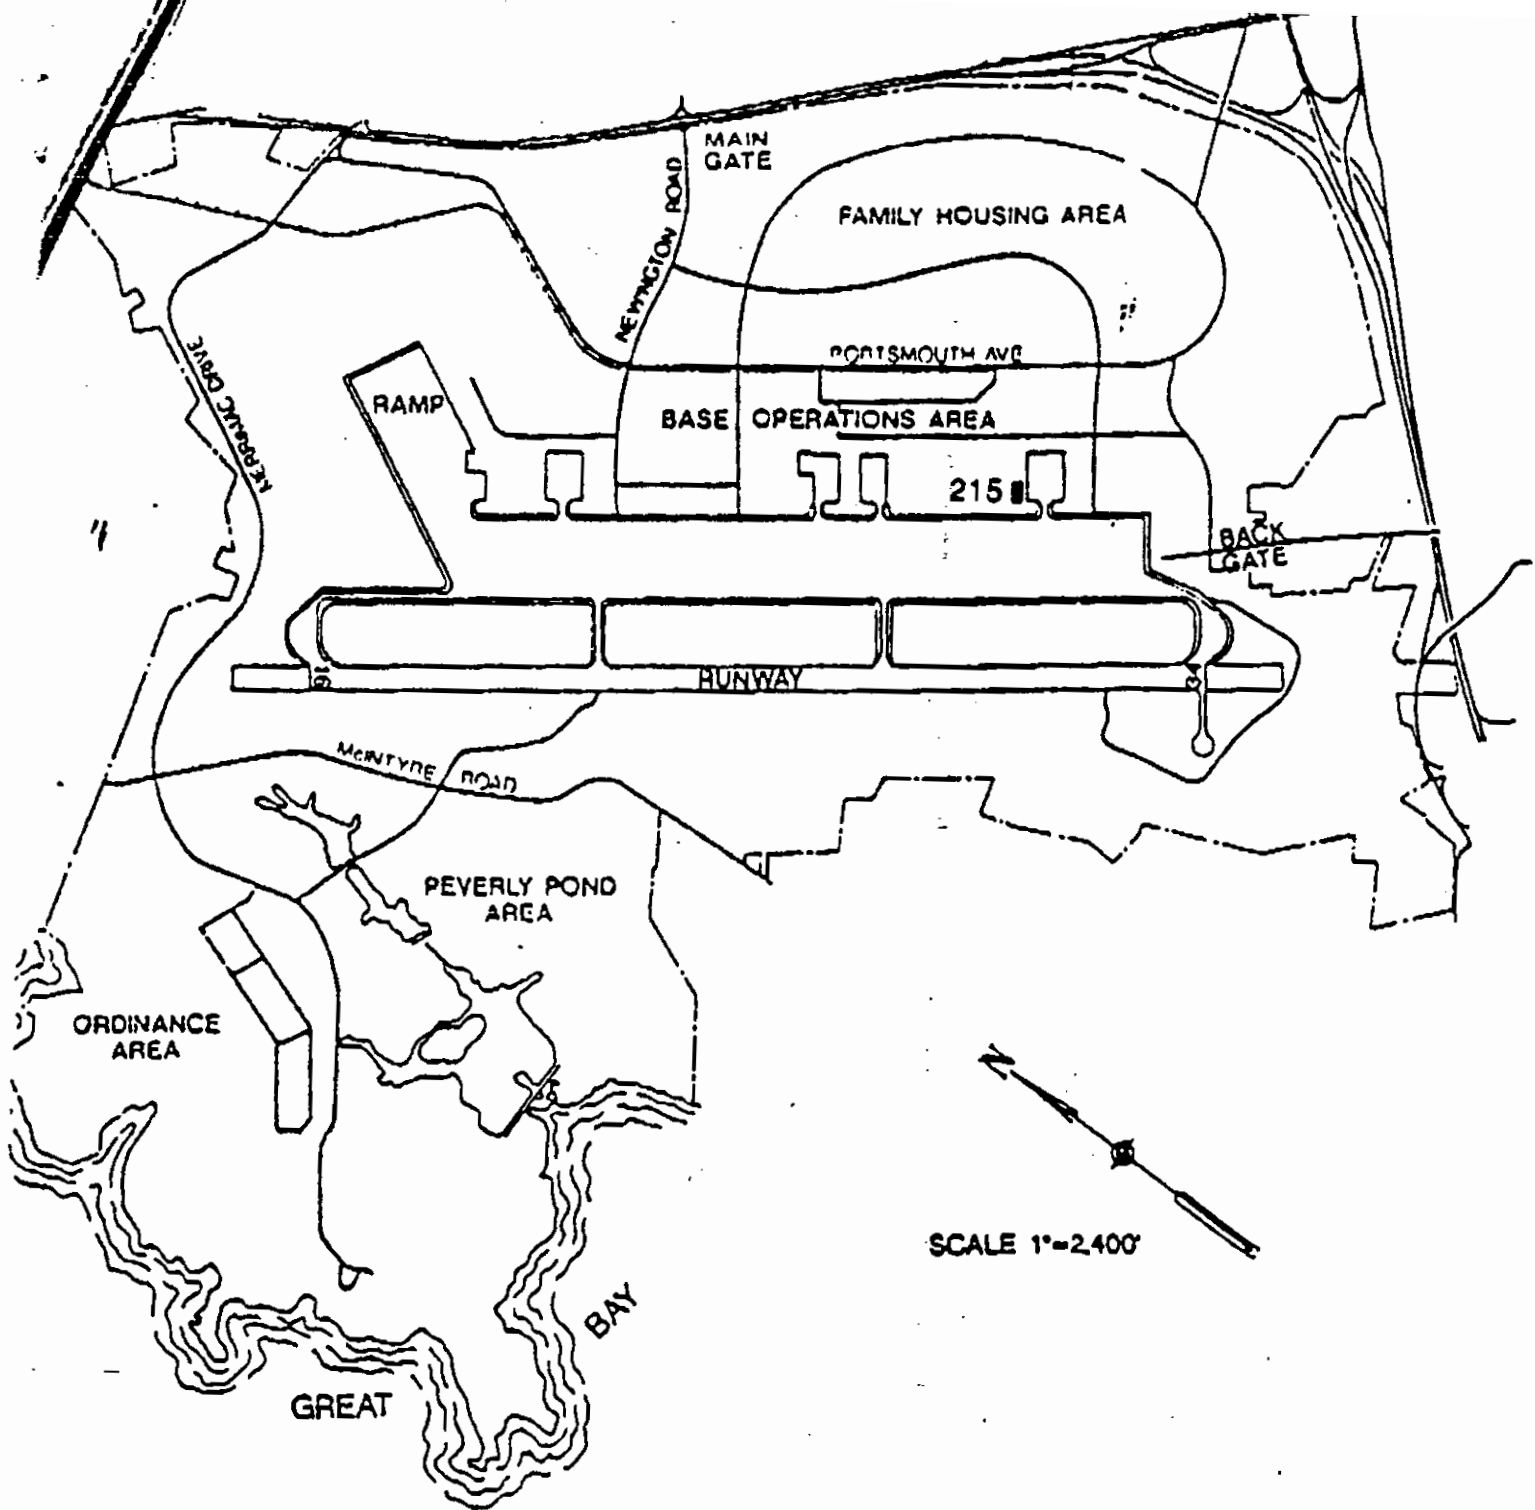 MAIN
GATE
NEWINGTON ROAD
FAMILY HOUSING AREA
PORTSMOUTH AVE
MERRIMAC DRIVE
RAMP
BASE OPERATIONS AREA
215
BACK
GATE
16
RUNWAY
34
McINTYRE ROAD
PEVERLY POND
AREA
ORDINANCE
AREA
N
SCALE 1"=2,400'
BAY
GREAT